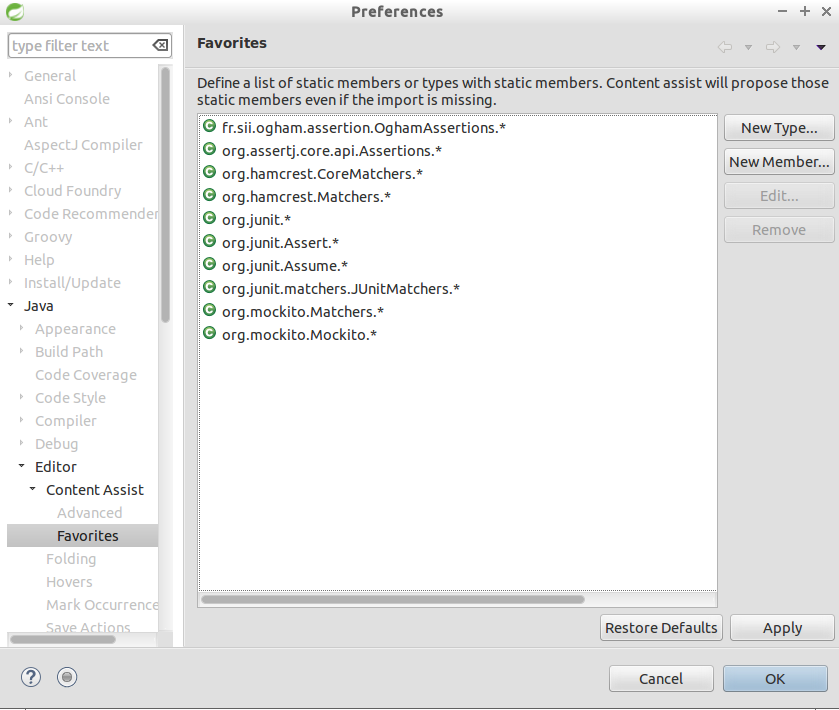 Preferences
type filter text
General
Ansi Console
Ant
AspectJ Compiler
C/C++
Cloud Foundry
Code Recommender
Groovy
Help
Install/Update
Java
Appearance
Build Path
Code Coverage
Code Style
Compiler
Debug
Editor
Content Assist
Advanced
Favorites
Folding
Hovers
Mark Occurrence
Save Actions
Favorites
Define a list of static members or types with static members. Content assist will propose those
static members even if the import is missing.
fr.sii.ogham.assertion.OghamAssertions.*
org.assertj.core.api.Assertions.*
org.hamcrest.CoreMatchers.*
org.hamcrest.Matchers.*
org.junit.*
org.junit.Assert.*
org.junit.Assume.*
org.junit.matchers.JUnitMatchers.*
org.mockito.Matchers.*
org.mockito.Mockito.*
New Type...
New Member...
Edit...
Remove
Restore Defaults
Apply
Cancel
OK